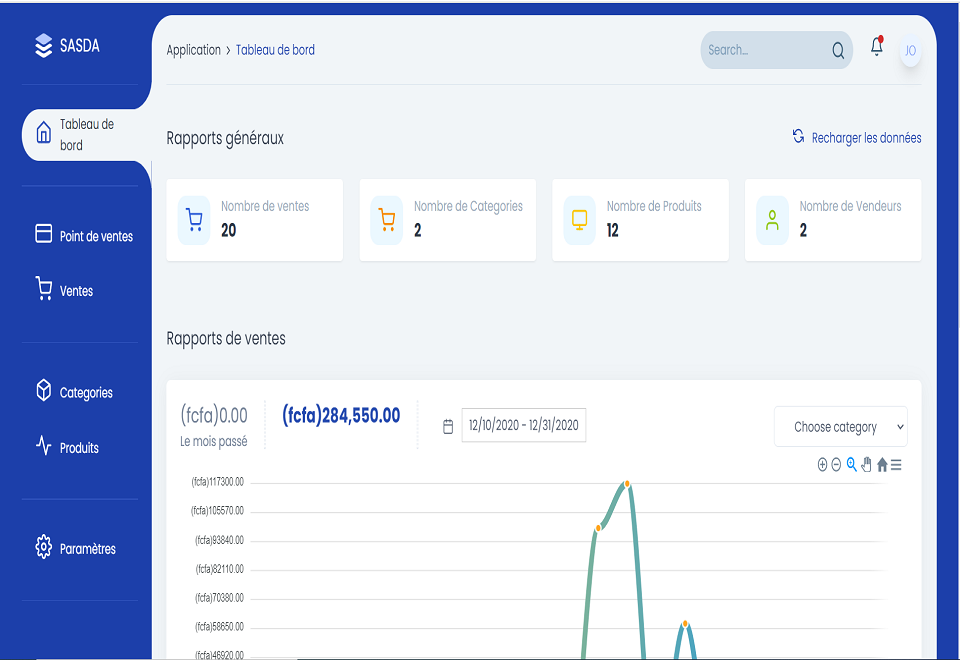 SASDA
Tableau de
bord
Point de ventes
Ventes
Categories
Produits
Paramètres
Application > Tableau de bord
Search...
JO
Rapports généraux
Recharger les données
Nombre de ventes
20
Nombre de Categories
2
Nombre de Produits
12
Nombre de Vendeurs
2
Rapports de ventes
(fcfa)0.00
Le mois passé
(fcfa)284,550.00
12/10/2020 - 12/31/2020
Choose category
(fcfa)117300.00
(fcfa)105570.00
(fcfa)93840.00
(fcfa)82110.00
(fcfa)70380.00
(fcfa)58650.00
(fcfa)46920.00